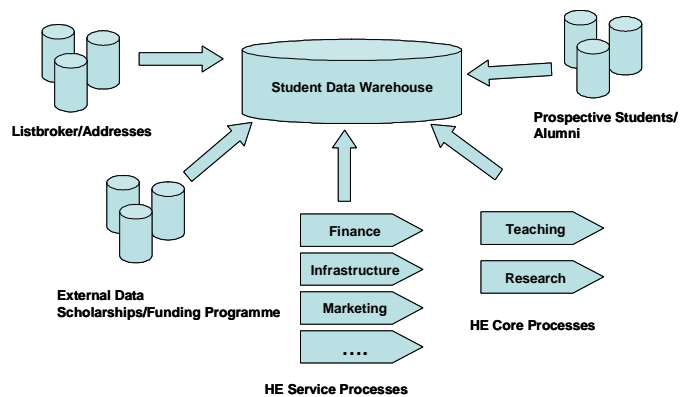 Student Data Warehouse
Listbroker/Addresses
Prospective Students/
Alumni
External Data
Scholarships/Funding Programme
Finance
Infrastructure
Marketing
....
HE Service Processes
Teaching
Research
HE Core Processes